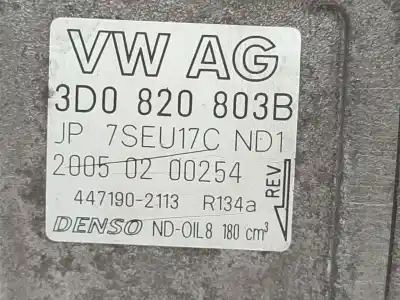 VW AG
3D0 820 803B
JP 7SEU17C ND1
2005 02 00254
447190-2113 R134a
REV
DENSO ND-OIL8 180 cm³